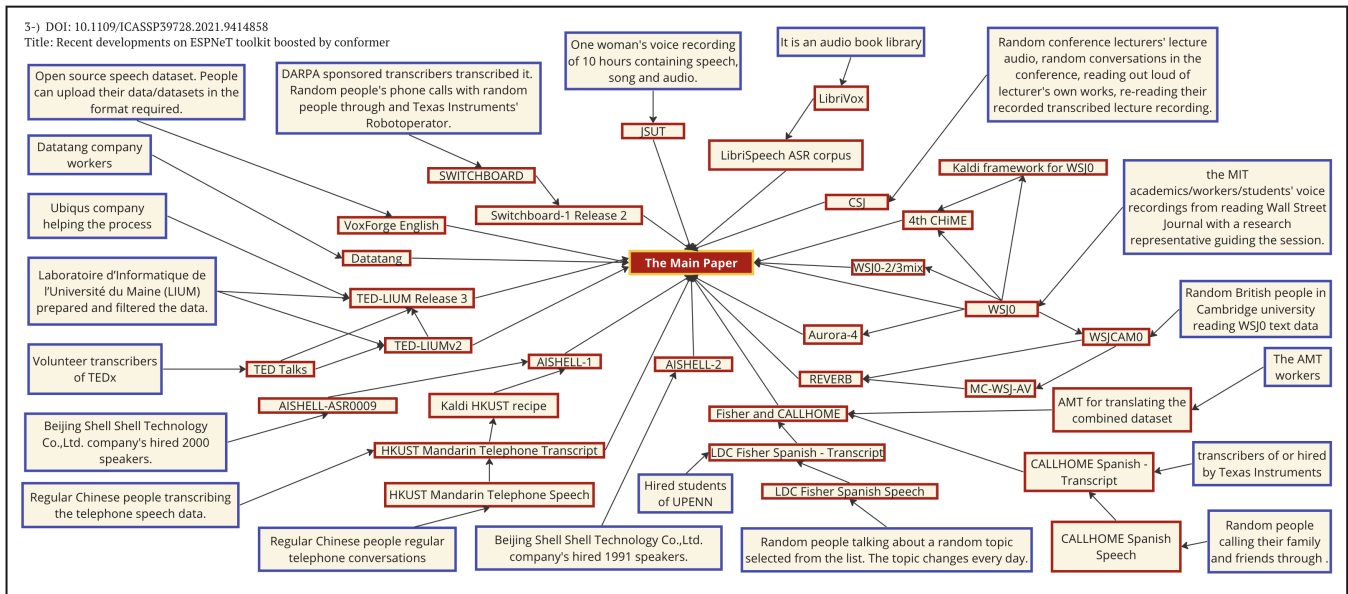 3-) DOI: 10.1109/ICASSP39728.2021.9414858
Title: Recent developments on ESPNeT toolkit boosted by conformer
Open source speech dataset. People
can upload their data/datasets in the
format required.
DARPA sponsored transcribers transcribed it.
Random people's phone calls with random
people through and Texas Instruments'
Robotoperator.
One woman's voice recording
of 10 hours containing speech,
song and audio.
It is an audio book library
Random conference lecturers' lecture
audio, random conversations in the
conference, reading out loud of
lecturer's own works, re-reading their
recorded transcribed lecture recording.
LibriVox
JSUT
Datatang company
workers
LibriSpeech ASR corpus
SWITCHBOARD
Kaldi framework for WSJ0
the MIT
academics/workers/students' voice
recordings from reading Wall Street
Journal with a research
representative guiding the session.
Ubiqus company
helping the process
Switchboard-1 Release 2
CSJ
VoxForge English
4th CHiME
Datatang
The Main Paper
WSJ0-2/3mix
Laboratoire d’Informatique de
l’Université du Maine (LIUM)
prepared and filtered the data.
TED-LIUM Release 3
WSJ0
Random British people in
Cambridge university
reading WSJ0 text data
Aurora-4
WSJCAM0
TED-LIUMv2
Volunteer transcribers
of TEDx
TED Talks
AISHELL-1
AISHELL-2
REVERB
MC-WSJ-AV
The AMT
workers
AISHELL-ASR0009
Kaldi HKUST recipe
Fisher and CALLHOME
AMT for translating the
combined dataset
Beijing Shell Shell Technology
Co.,Ltd. company's hired 2000
speakers.
HKUST Mandarin Telephone Transcript
LDC Fisher Spanish - Transcript
CALLHOME Spanish -
Transcript
transcribers of or hired
by Texas Instruments
Regular Chinese people transcribing
the telephone speech data.
HKUST Mandarin Telephone Speech
Hired students
of UPENN
LDC Fisher Spanish Speech
Regular Chinese people regular
telephone conversations
Beijing Shell Shell Technology Co.,Ltd.
company's hired 1991 speakers.
Random people talking about a random topic
selected from the list. The topic changes every day.
CALLHOME Spanish
Speech
Random people
calling their family
and friends through .